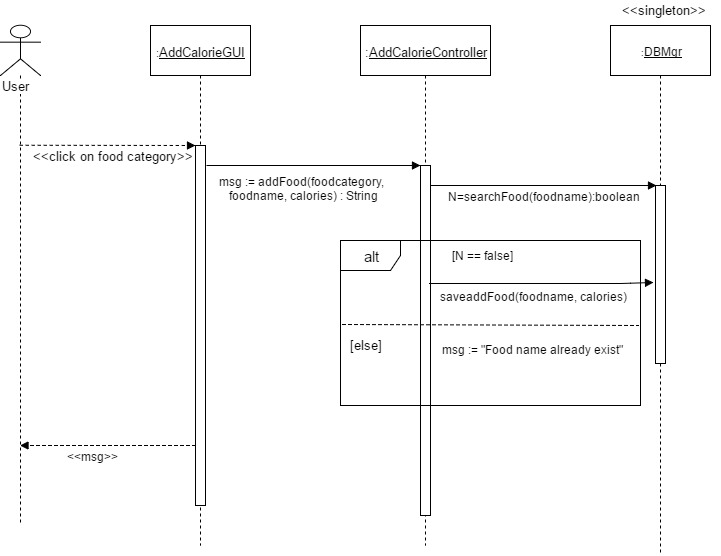 <<singleton>>
:AddCalorieGUI
:AddCalorieController
:DBMgr
User
<<click on food category>>
msg := addFood(foodcategory,
foodname, calories) : String
N=searchFood(foodname):boolean
alt
[N == false]
saveaddFood(foodname, calories)
[else]
msg := "Food name already exist"
<<msg>>